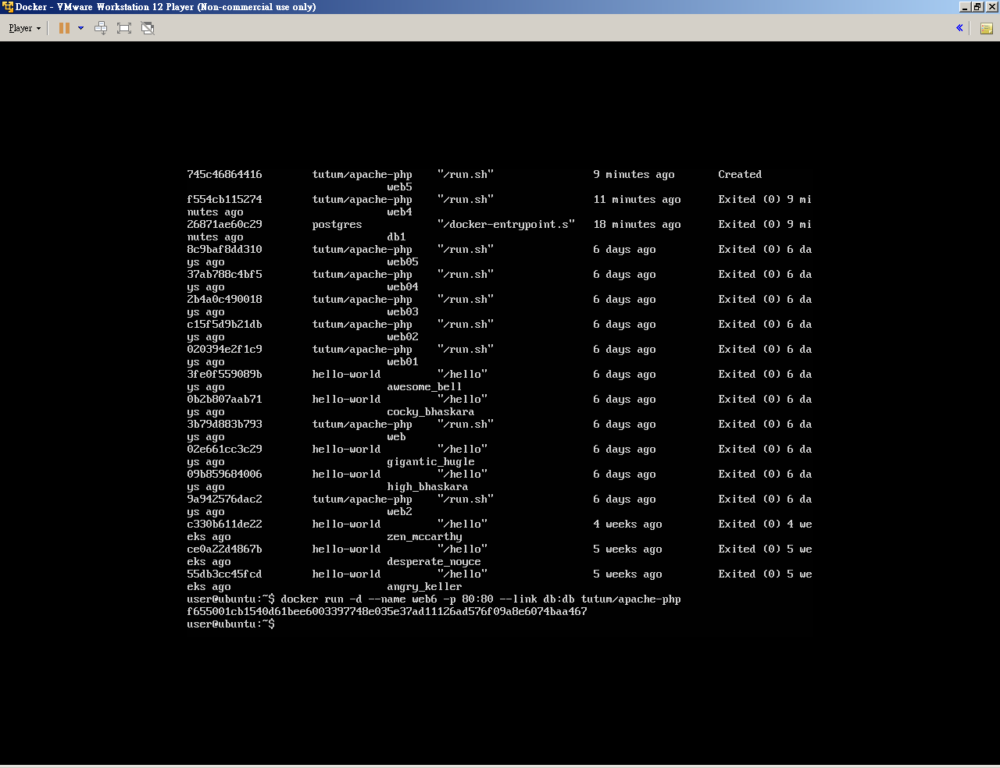 Docker - VMware Workstation 12 Player (Non-commercial use only)
Player
745c46864416 tutum/apache-php "/run.sh" 9 minutes ago Created
web5
f554cb115274 tutum/apache-php "/run.sh" 11 minutes ago Exited (0) 9 mi
nutes ago web4
26871ae60c29 postgres "/docker-entrypoint.s" 18 minutes ago Exited (0) 9 mi
nutes ago db1
8c9baf8dd310 tutum/apache-php "/run.sh" 6 days ago Exited (0) 6 da
ys ago web05
37ab788c4bf5 tutum/apache-php "/run.sh" 6 days ago Exited (0) 6 da
ys ago web04
2b4a0c490018 tutum/apache-php "/run.sh" 6 days ago Exited (0) 6 da
ys ago web03
c15f5d9b21db tutum/apache-php "/run.sh" 6 days ago Exited (0) 6 da
ys ago web02
020394e2f1c9 tutum/apache-php "/run.sh" 6 days ago Exited (0) 6 da
ys ago web01
3fe0f559089b hello-world "/hello" 6 days ago Exited (0) 6 da
ys ago awesome_bell
0b2b807aab71 hello-world "/hello" 6 days ago Exited (0) 6 da
ys ago cocky_bhaskara
3b79d883b793 tutum/apache-php "/run.sh" 6 days ago Exited (0) 6 da
ys ago web
02e661cc3c29 hello-world "/hello" 6 days ago Exited (0) 6 da
ys ago gigantic_hugle
09b859684006 hello-world "/hello" 6 days ago Exited (0) 6 da
ys ago high_bhaskara
9a942576dac2 tutum/apache-php "/run.sh" 6 days ago Exited (0) 6 da
ys ago web2
c330b611de22 hello-world "/hello" 4 weeks ago Exited (0) 4 we
eks ago zen_mccarthy
ce0a22d4867b hello-world "/hello" 5 weeks ago Exited (0) 5 we
eks ago desperate_noyce
55db3cc45fcd hello-world "/hello" 5 weeks ago Exited (0) 5 we
eks ago angry_keller
user@ubuntu:~$ docker run -d --name web6 -p 80:80 --link db:db tutum/apache-php
f655001cb1540d61bee6003397748e035e37ad11126ad576f09a8e6074baa467
user@ubuntu:~$